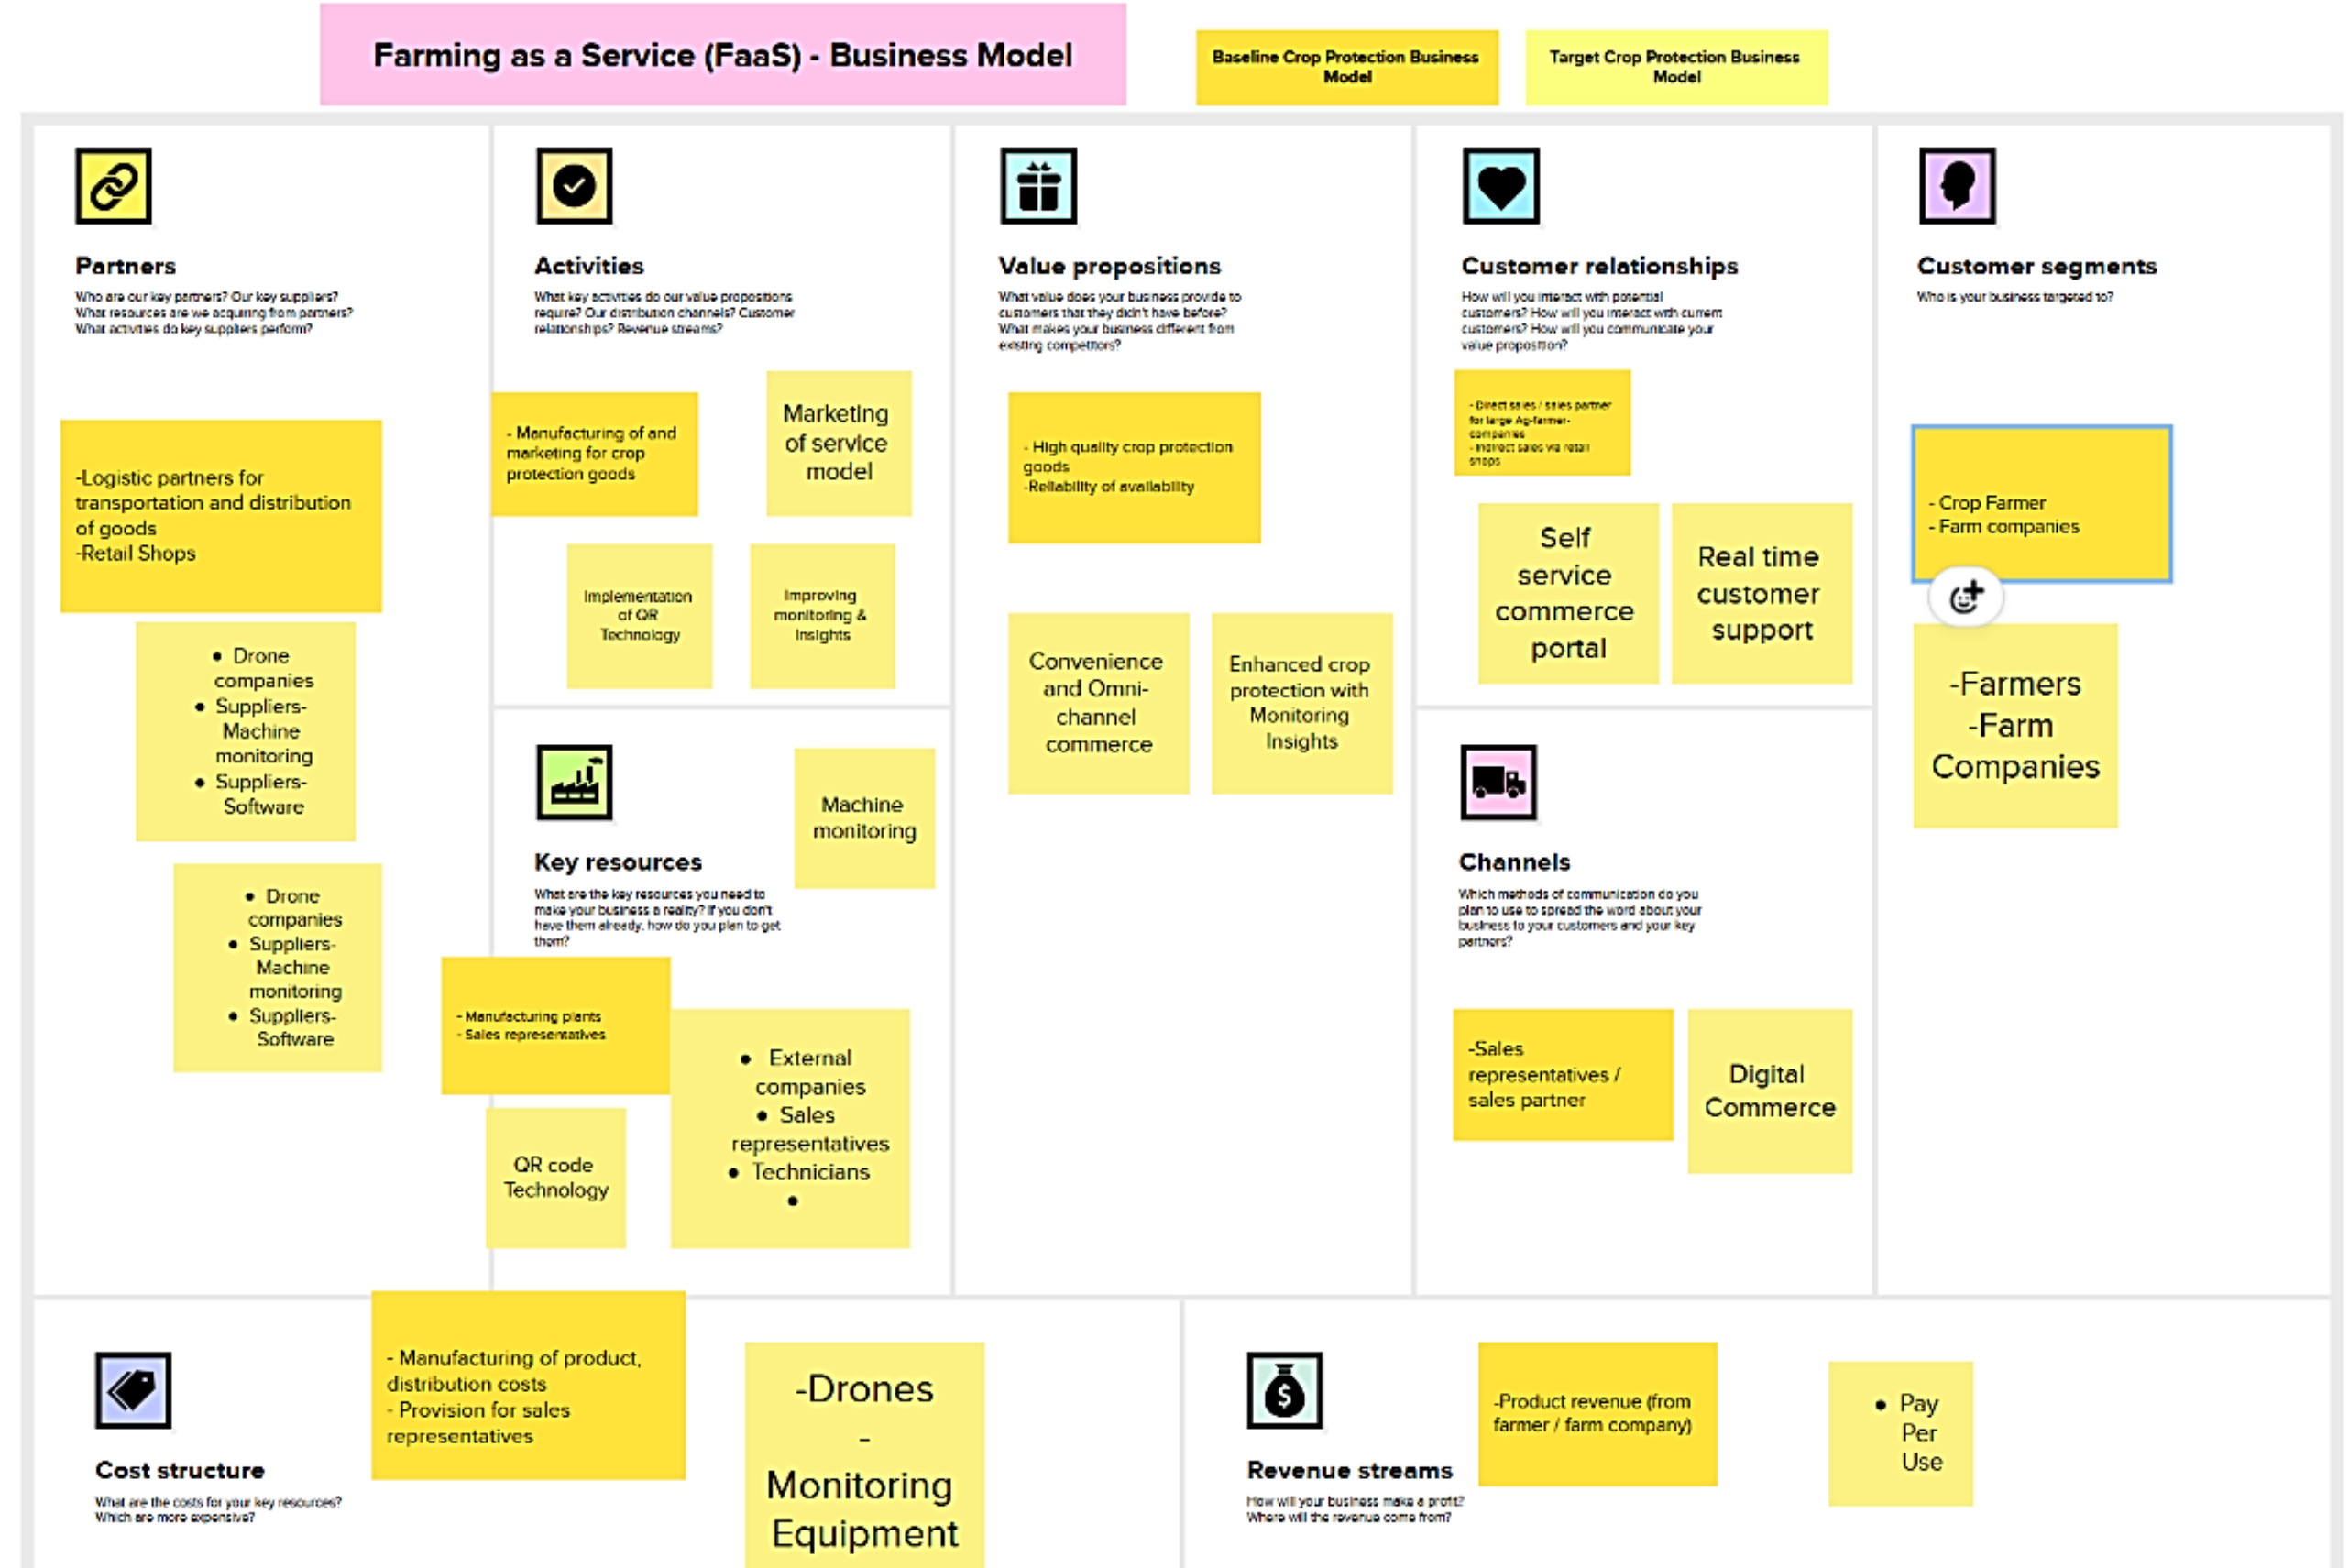 Farming as a Service (FaaS) - Business Model
Baseline Crop Protection Business
Model
Target Crop Protection Business
Model
Partners
Who are our key partners? Our key suppliers?
What resources are we acquiring from partners?
What activities do key suppliers perform?
-Logistic partners for
transportation and distribution
of goods
-Retail Shops
• Drone
companies
• Suppliers-
Machine
monitoring
• Suppliers-
Software
• Drone
companies
• Suppliers-
Machine
monitoring
• Suppliers-
Software
Activities
What key activities do our value propositions
require? Our distribution channels? Customer
relationships? Revenue streams?
- Manufacturing of and
marketing for crop
protection goods
Marketing
of service
model
Implementation
of QR
Technology
Improving
monitoring &
Insights
Key resources
What are the key resources you need to
make your business a reality? If you don't
have them already, how do you plan to get
them?
Machine
monitoring
- Manufacturing plants
- Sales representatives
• External
companies
• Sales
representatives
• Technicians
•
QR code
Technology
Value propositions
What value does your business provide to
customers that they didn't have before?
What makes your business different from
existing competitors?
- High quality crop protection
goods
-Reliability of availability
Convenience
and Omni-
channel
commerce
Enhanced crop
protection with
Monitoring
Insights
Customer relationships
How will you interact with potential
customers? How will you interact with current
customers? How will you communicate your
value proposition?
- Direct sales / sales partner
for large Ag-farmer-
companies
- Indirect sales via retail
shops
Self
service
commerce
portal
Real time
customer
support
Channels
Which methods of communication do you
plan to use to spread the word about your
business to your customers and your key
partners?
-Sales
representatives /
sales partner
Digital
Commerce
Customer segments
Who is your business targeted to?
- Crop Farmer
- Farm companies
-Farmers
-Farm
Companies
Cost structure
What are the costs for your key resources?
Which are more expensive?
- Manufacturing of product,
distribution costs
- Provision for sales
representatives
-Drones
-
Monitoring
Equipment
Revenue streams
How will your business make a profit?
Where will the revenue come from?
-Product revenue (from
farmer / farm company)
• Pay
Per
Use